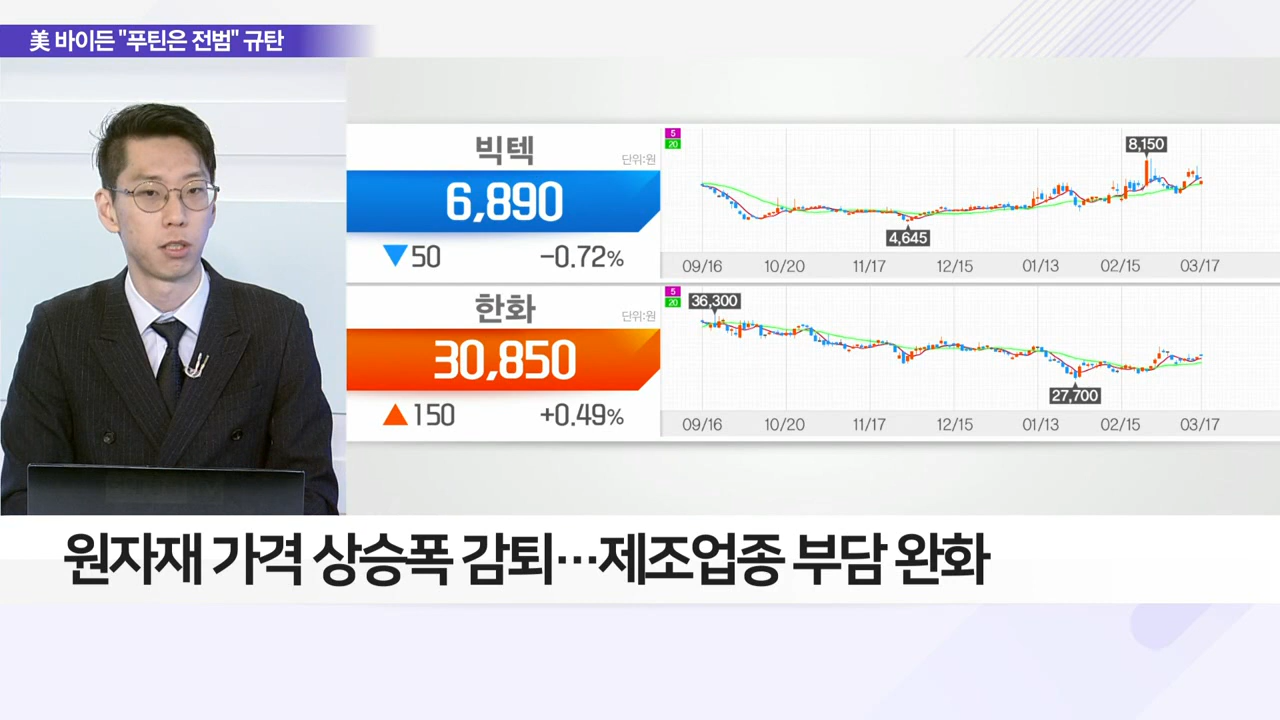 美 바이든 "푸틴은 전범" 규탄
빅텍
단위:원
6,890
▼50 -0.72%
5
20
8,150
4,645
09/16 10/20 11/17 12/15 01/13 02/15 03/17
한화
단위:원
30,850
▲150 +0.49%
5
20
36,300
27,700
09/16 10/20 11/17 12/15 01/13 02/15 03/17
원자재 가격 상승폭 감퇴…제조업종 부담 완화